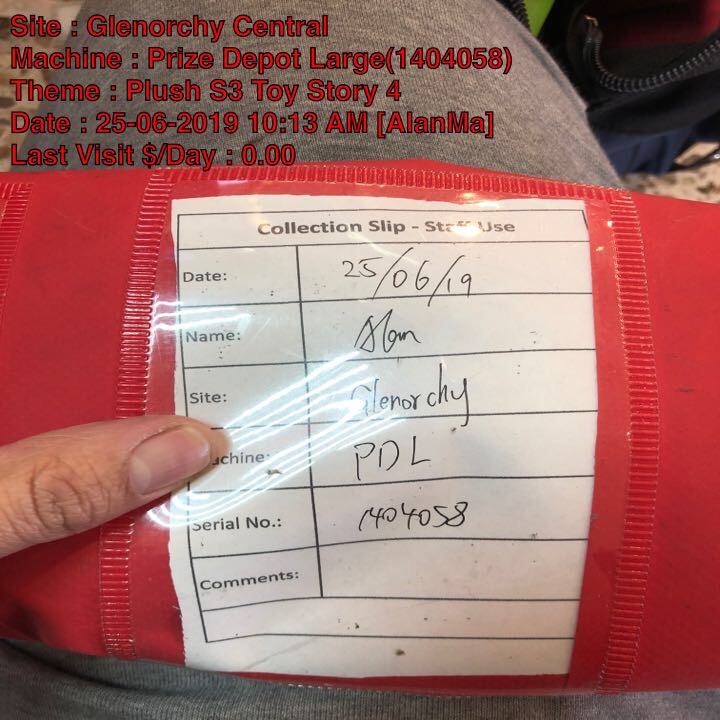 Site : Glenorchy Central
Machine : Prize Depot Large(1404058)
Theme : Plush S3 Toy Story 4
Date : 25-06-2019 10:13 AM [AlanMa]
Last Visit $/Day : 0.00
Collection Slip - Staff Use
Date: 25/06/19
Name: Alan
Site: Glenorchy
achine: PDL
Serial No.: 1404058
Comments: